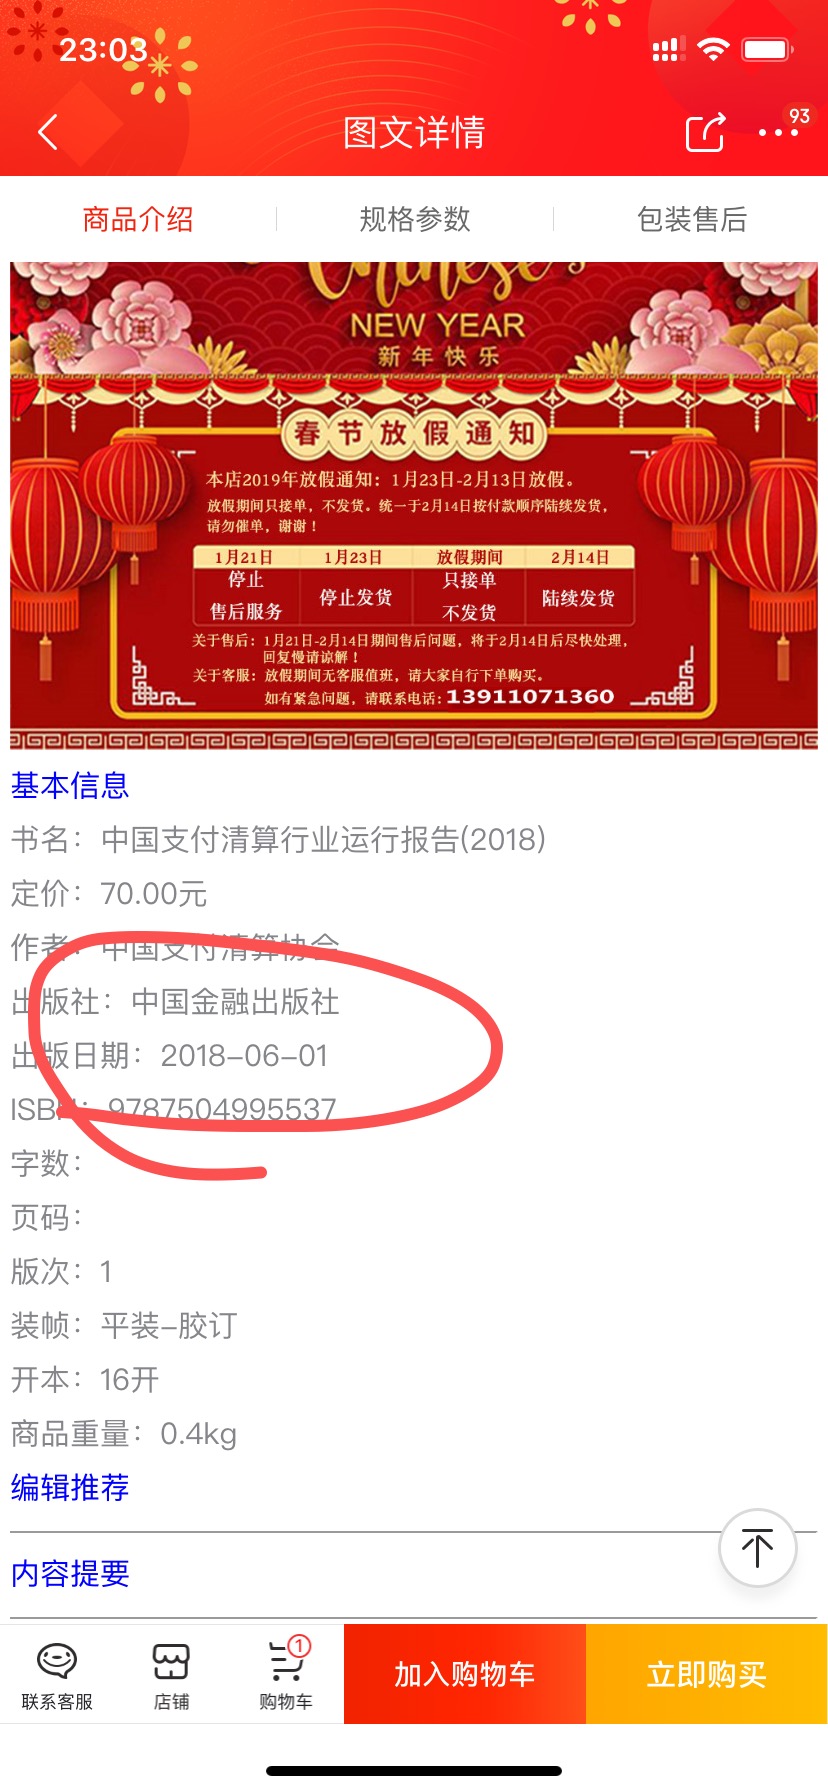 23:03
图文详情
93
商品介绍
规格参数
包装售后
Chinese's
NEW YEAR
新年快乐
春节放假通知
本店2019年放假通知：1月23日-2月13日放假。
放假期间只接单，不发货。统一于2月14日按付款顺序陆续发货，
请勿催单，谢谢！
1月21日 1月23日 放假期间 2月14日
停止 售后服务 停止发货 只接单 不发货 陆续发货
关于售后：1月21日-2月14日期间售后问题，将于2月14日后尽快处理，
回复慢请谅解！
关于客服：放假期间无客服值班，请大家自行下单购买。
如有紧急问题，请联系电话：13911071360
基本信息
书名：中国支付清算行业运行报告(2018)
定价：70.00元
作者：中国支付清算协会
出版社：中国金融出版社
出版日期：2018-06-01
ISBN：9787504995537
字数：
页码：
版次：1
装帧：平装-胶订
开本：16开
商品重量：0.4kg
编辑推荐
内容提要
联系客服
店铺
1
购物车
加入购物车
立即购买